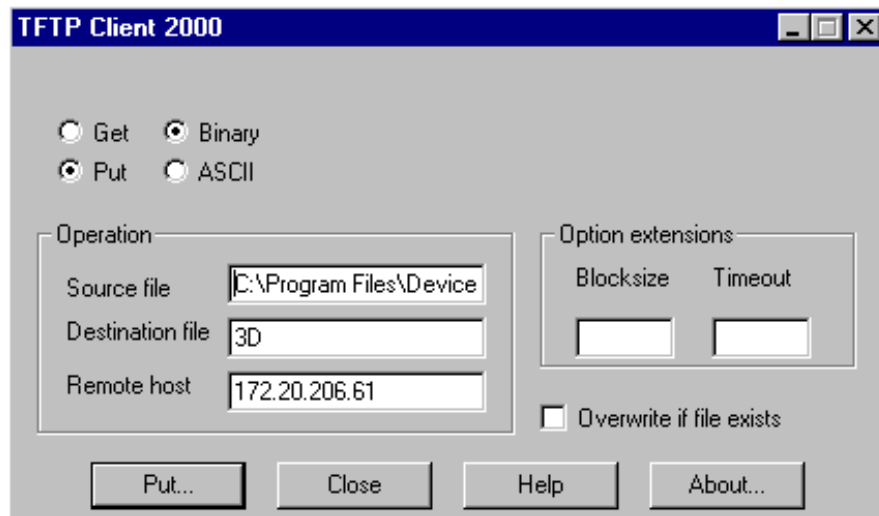 TFTP Client 2000
Get Binary
Put ASCII
Operation
Source file C:\Program Files\Device
Destination file 3D
Remote host 172.20.206.61
Option extensions
Blocksize Timeout
Overwrite if file exists
Put... Close Help About...